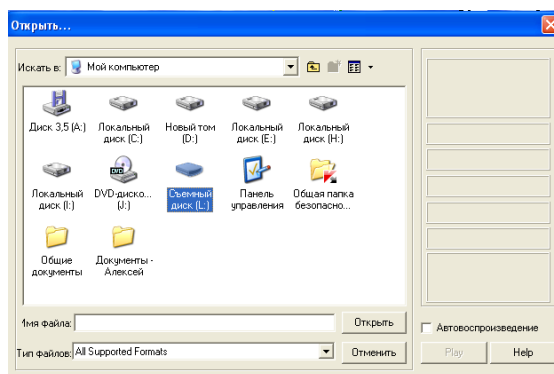 Открыть...
Искать в: Мой компьютер
Диск 3,5 (A:) Локальный диск (C:) Новый том (D:) Локальный диск (E:) Локальный диск (H:)
Локальный диск (I:) DVD-диско... (J:) Съемный диск (L:) Панель управления Общая папка безопасно...
Общие документы Документы - Алексей
Имя файла: Открыть
Автовоспроизведение
Тип файлов: All Supported Formats Отменить Play Help